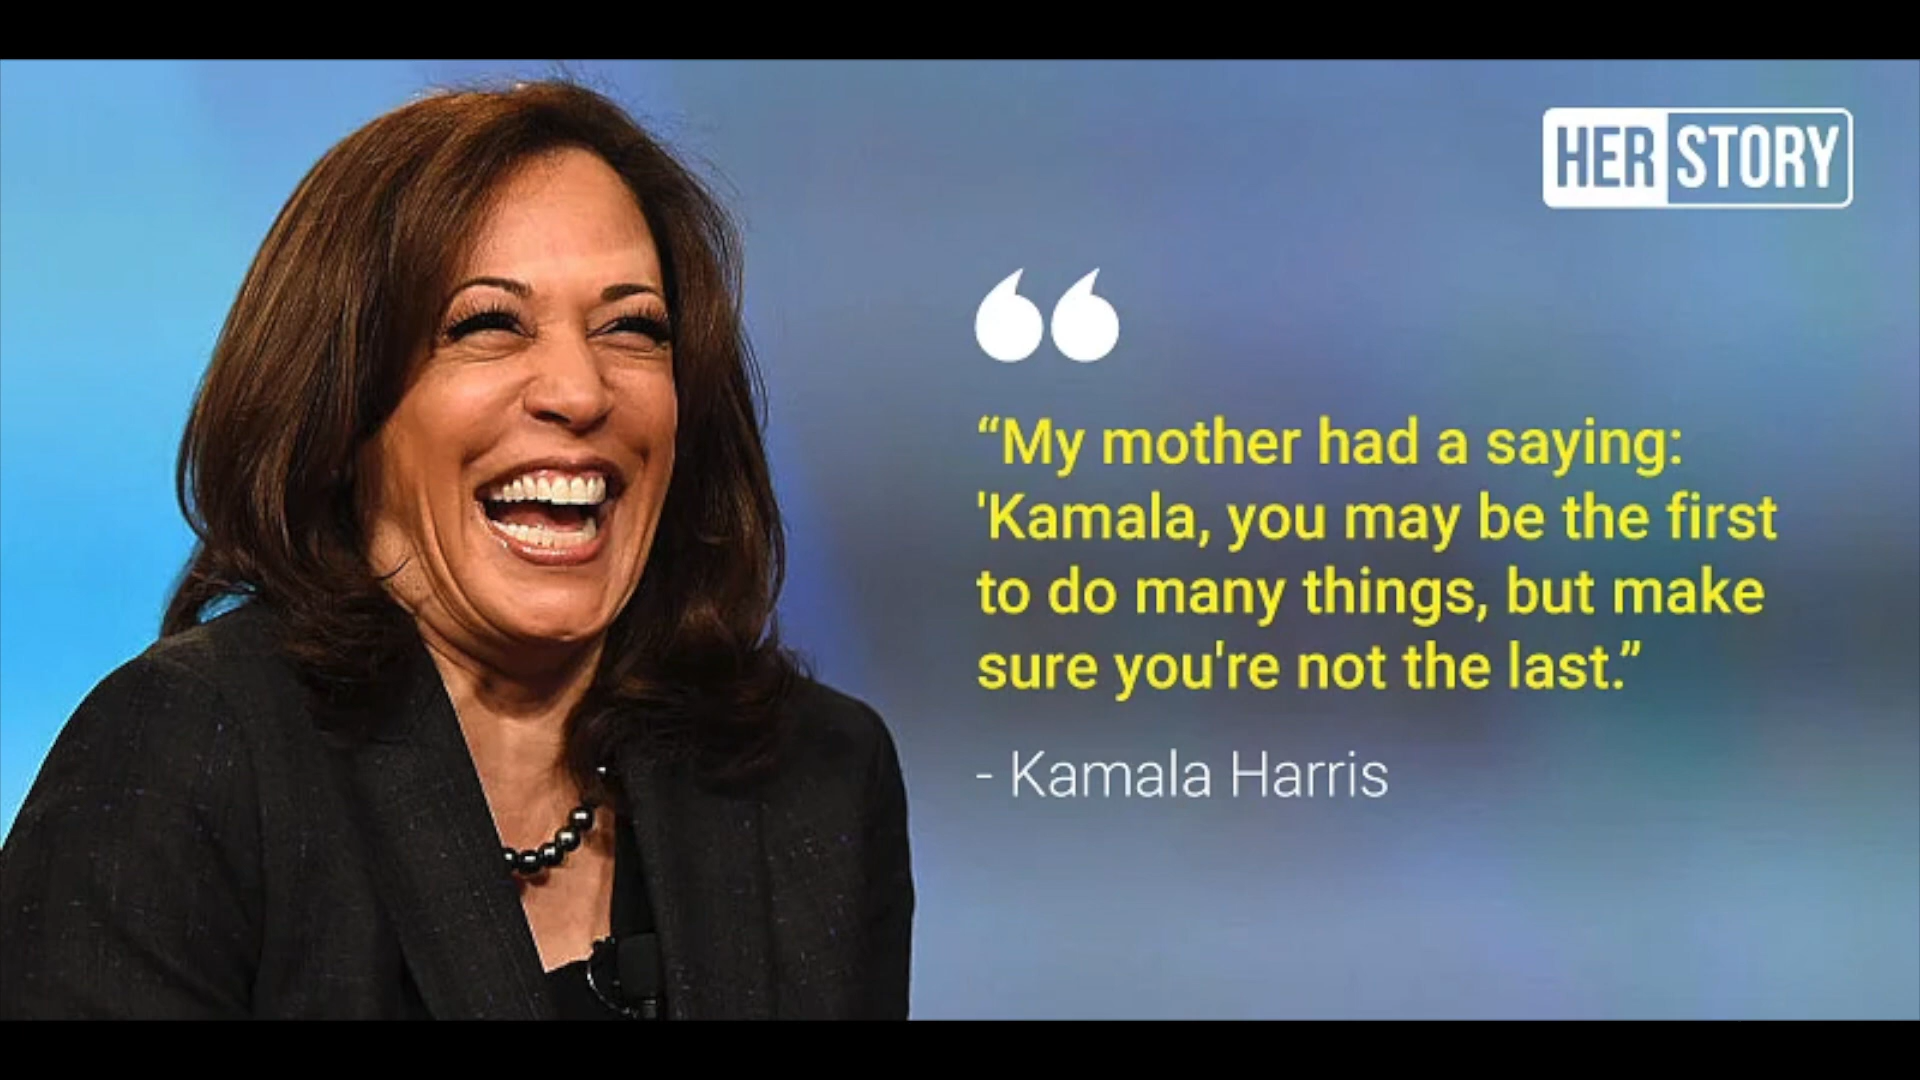 HER STORY
“My mother had a saying:
'Kamala, you may be the first
to do many things, but make
sure you're not the last.”
- Kamala Harris